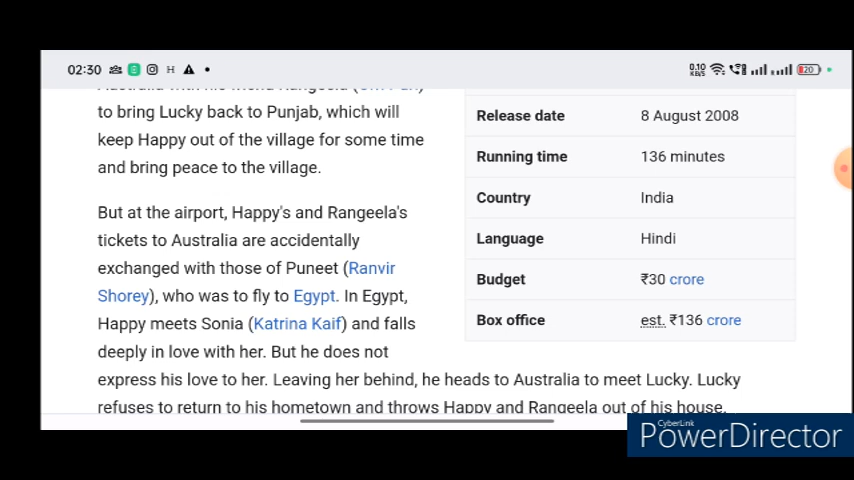 02:30 H
0.10 KB/S 20
to bring Lucky back to Punjab, which will
keep Happy out of the village for some time
and bring peace to the village.
But at the airport, Happy's and Rangeela's
tickets to Australia are accidentally
exchanged with those of Puneet (Ranvir
Shorey), who was to fly to Egypt. In Egypt,
Happy meets Sonia (Katrina Kaif) and falls
deeply in love with her. But he does not
express his love to her. Leaving her behind, he heads to Australia to meet Lucky. Lucky
refuses to return to his hometown and throws Happy and Rangeela out of his house.
Release date 8 August 2008
Running time 136 minutes
Country India
Language Hindi
Budget ₹30 crore
Box office est. ₹136 crore
CyberLink
PowerDirector